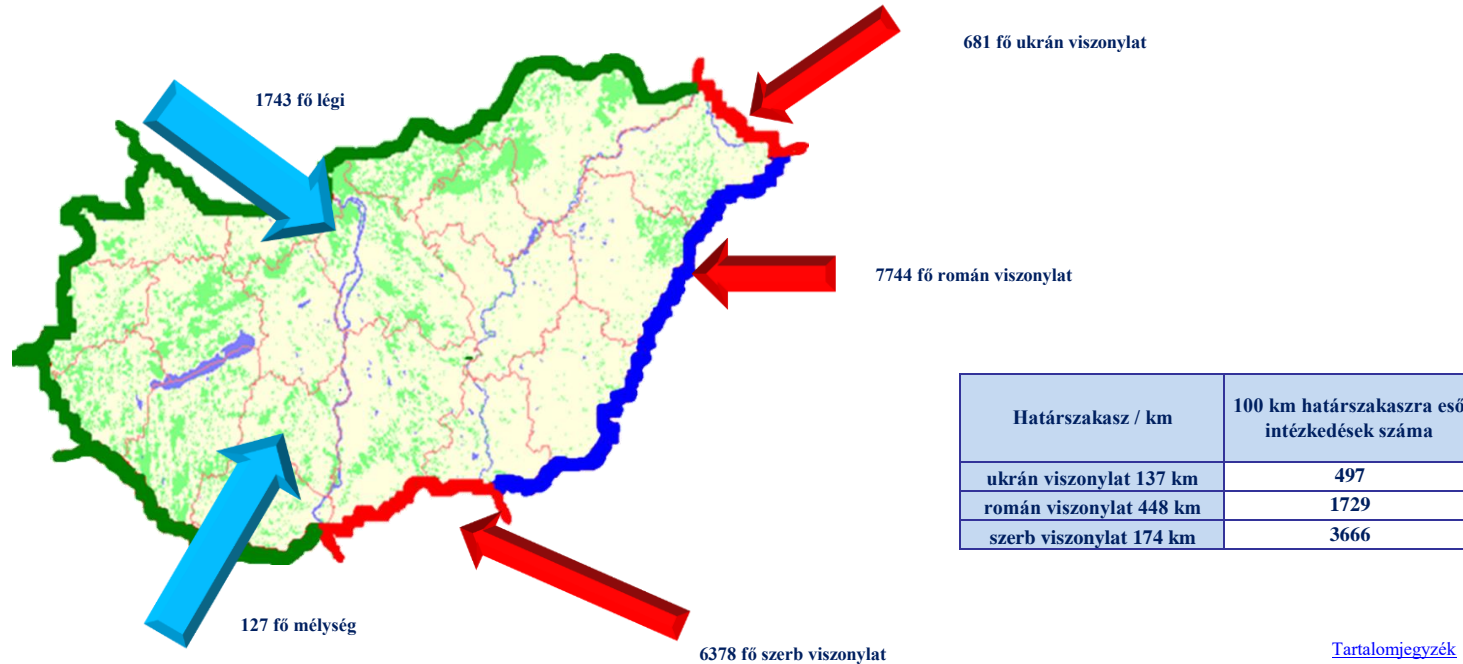 681 fő ukrán viszonylat
1743 fő légi
7744 fő román viszonylat
Határszakasz / km
100 km határszakaszra eső
intézkedések száma
ukrán viszonylat 137 km
497
román viszonylat 448 km
1729
szerb viszonylat 174 km
3666
127 fő mélység
6378 fő szerb viszonylat
Tartalomjegyzék